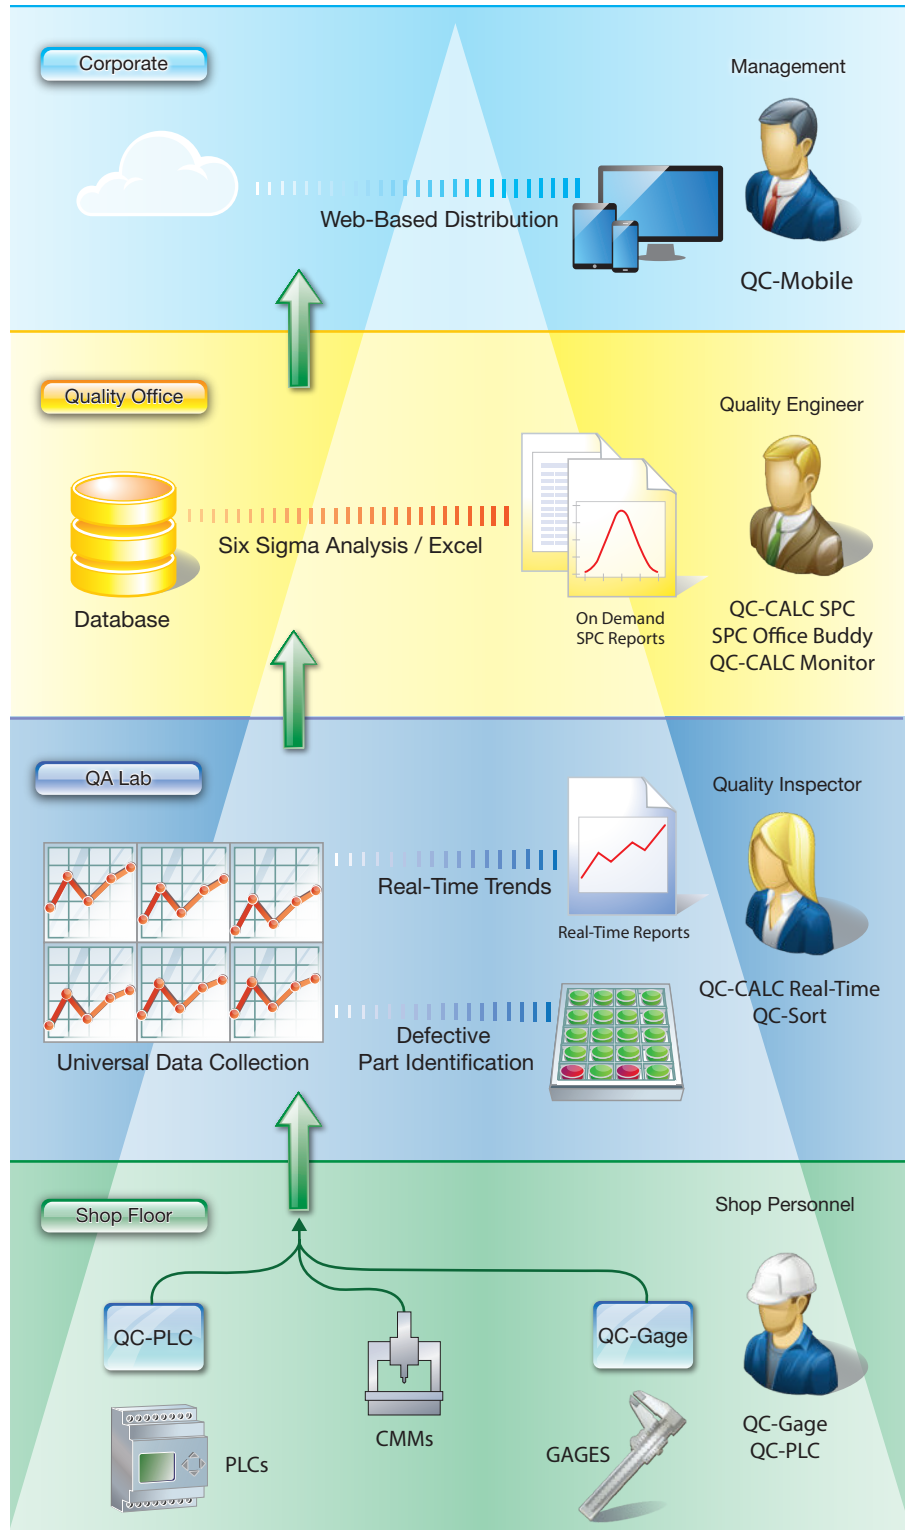 Corporate
Management
Web-Based Distribution
QC-Mobile
Quality Office
Quality Engineer
Six Sigma Analysis / Excel
Database
On Demand
SPC Reports
QC-CALC SPC
SPC Office Buddy
QC-CALC Monitor
QA Lab
Quality Inspector
Real-Time Trends
Real-Time Reports
QC-CALC Real-Time
QC-Sort
Defective
Part Identification
Universal Data Collection
Shop Floor
Shop Personnel
QC-PLC
QC-Gage
CMMs
PLCs
GAGES
QC-Gage
QC-PLC